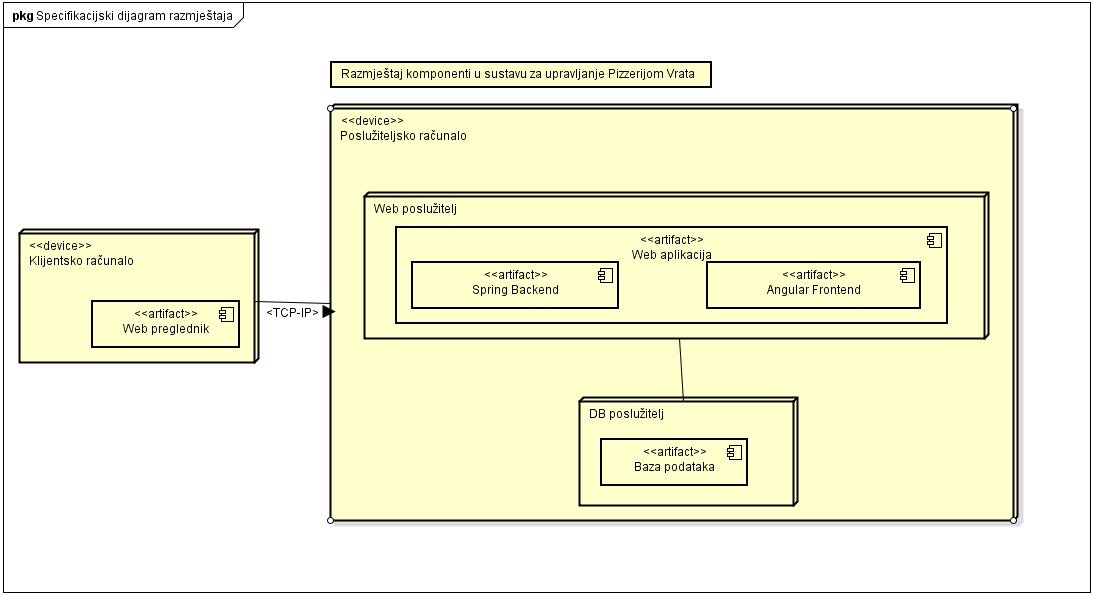 pkg Specifikacijski dijagram razmještaja
Razmještaj komponenti u sustavu za upravljanje Pizzerijom Vrata
<<device>>
Poslužiteljsko računalo
Web poslužitelj
<<artifact>>
Web aplikacija
<<artifact>>
Spring Backend
<<artifact>>
Angular Frontend
<<device>>
Klijentsko računalo
<<artifact>>
Web preglednik
<TCP-IP>
DB poslužitelj
<<artifact>>
Baza podataka